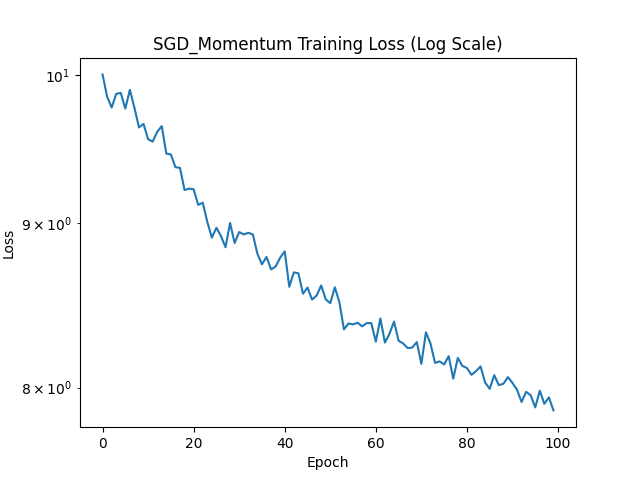 SGD_Momentum Training Loss (Log Scale)
10¹
9 × 10⁰
8 × 10⁰
Loss
0 20 40 60 80 100
Epoch